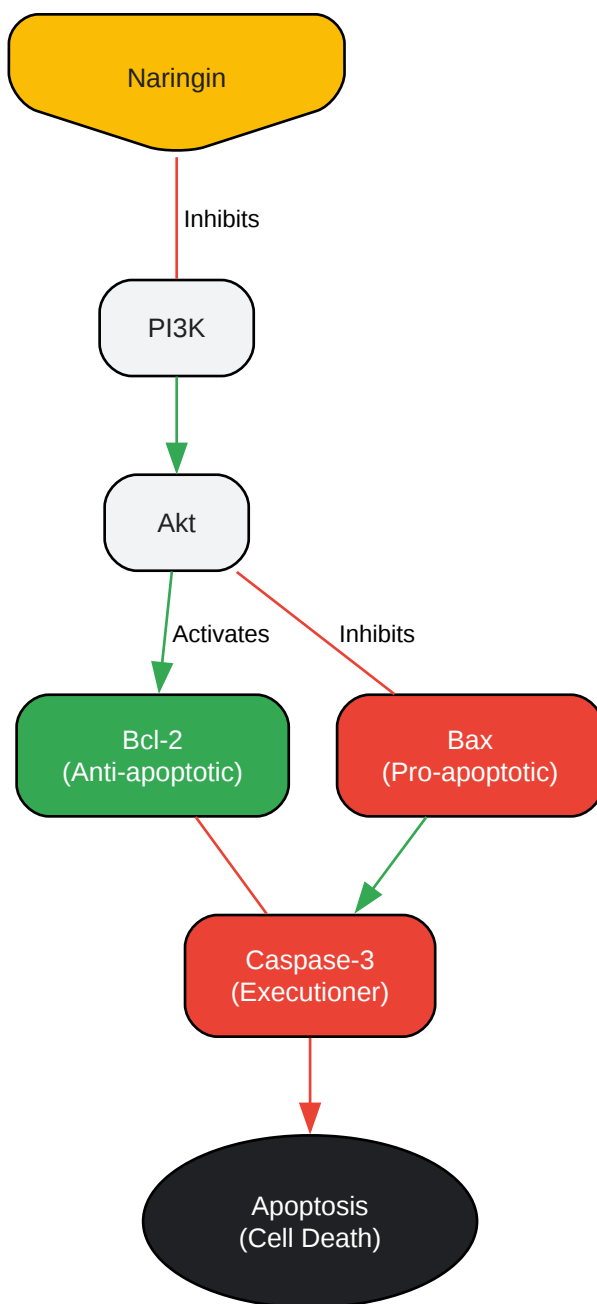 Naringin
Inhibits
PI3K
Akt
Activates
Inhibits
Bcl-2
(Anti-apoptotic)
Bax
(Pro-apoptotic)
Caspase-3
(Executioner)
Apoptosis
(Cell Death)